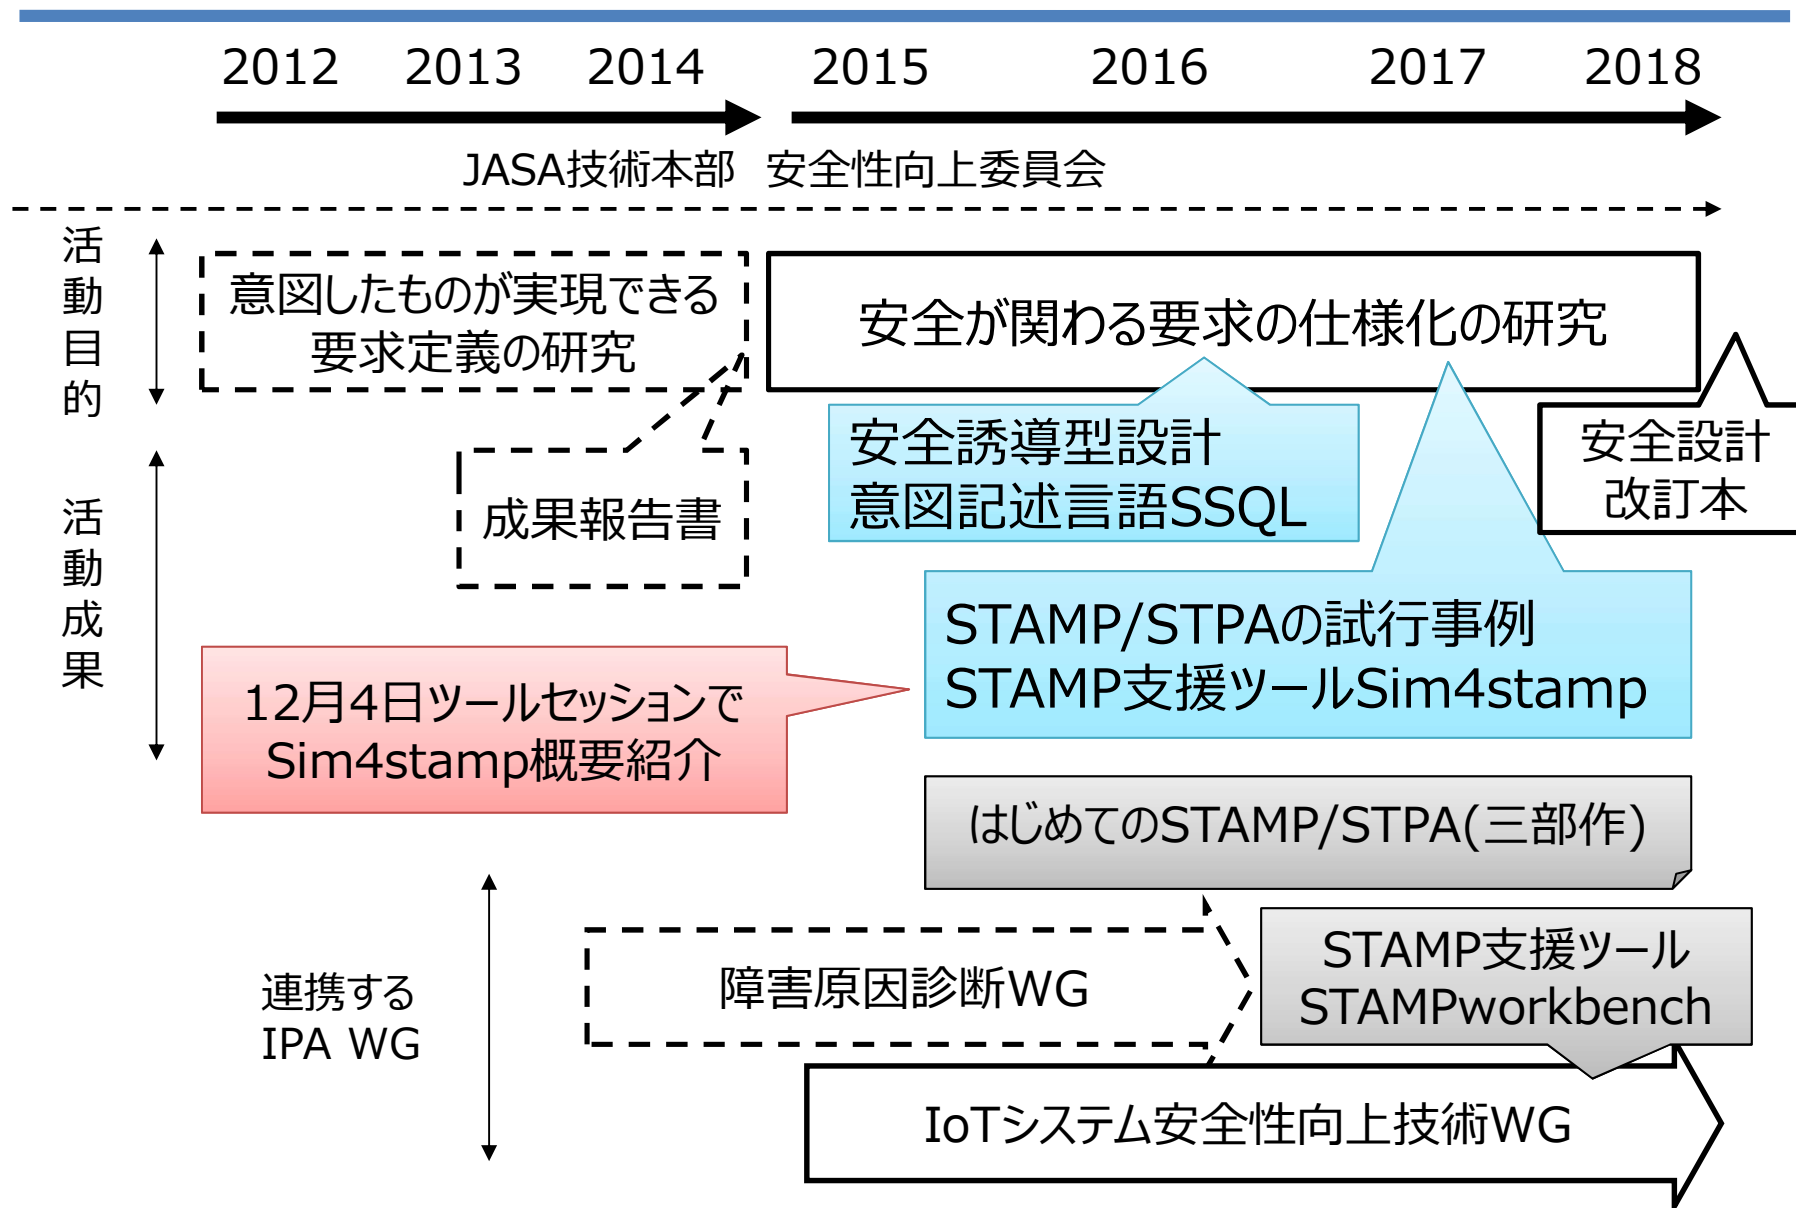 2012 2013 2014 2015 2016 2017 2018
JASA技術本部 安全性向上委員会
活動目的
意図したものが実現できる
要求定義の研究
安全が関わる要求の仕様化の研究
活動成果
成果報告書
安全誘導型設計
意図記述言語SSQL
安全設計
改訂本
STAMP/STPAの試行事例
STAMP支援ツールSim4stamp
12月4日ツールセッションで
Sim4stamp概要紹介
はじめてのSTAMP/STPA(三部作)
連携する
IPA WG
障害原因診断WG
STAMP支援ツール
STAMPworkbench
IoTシステム安全性向上技術WG